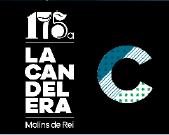 175a
LA
CAN
DEL
ERA
Molins de Rei
C